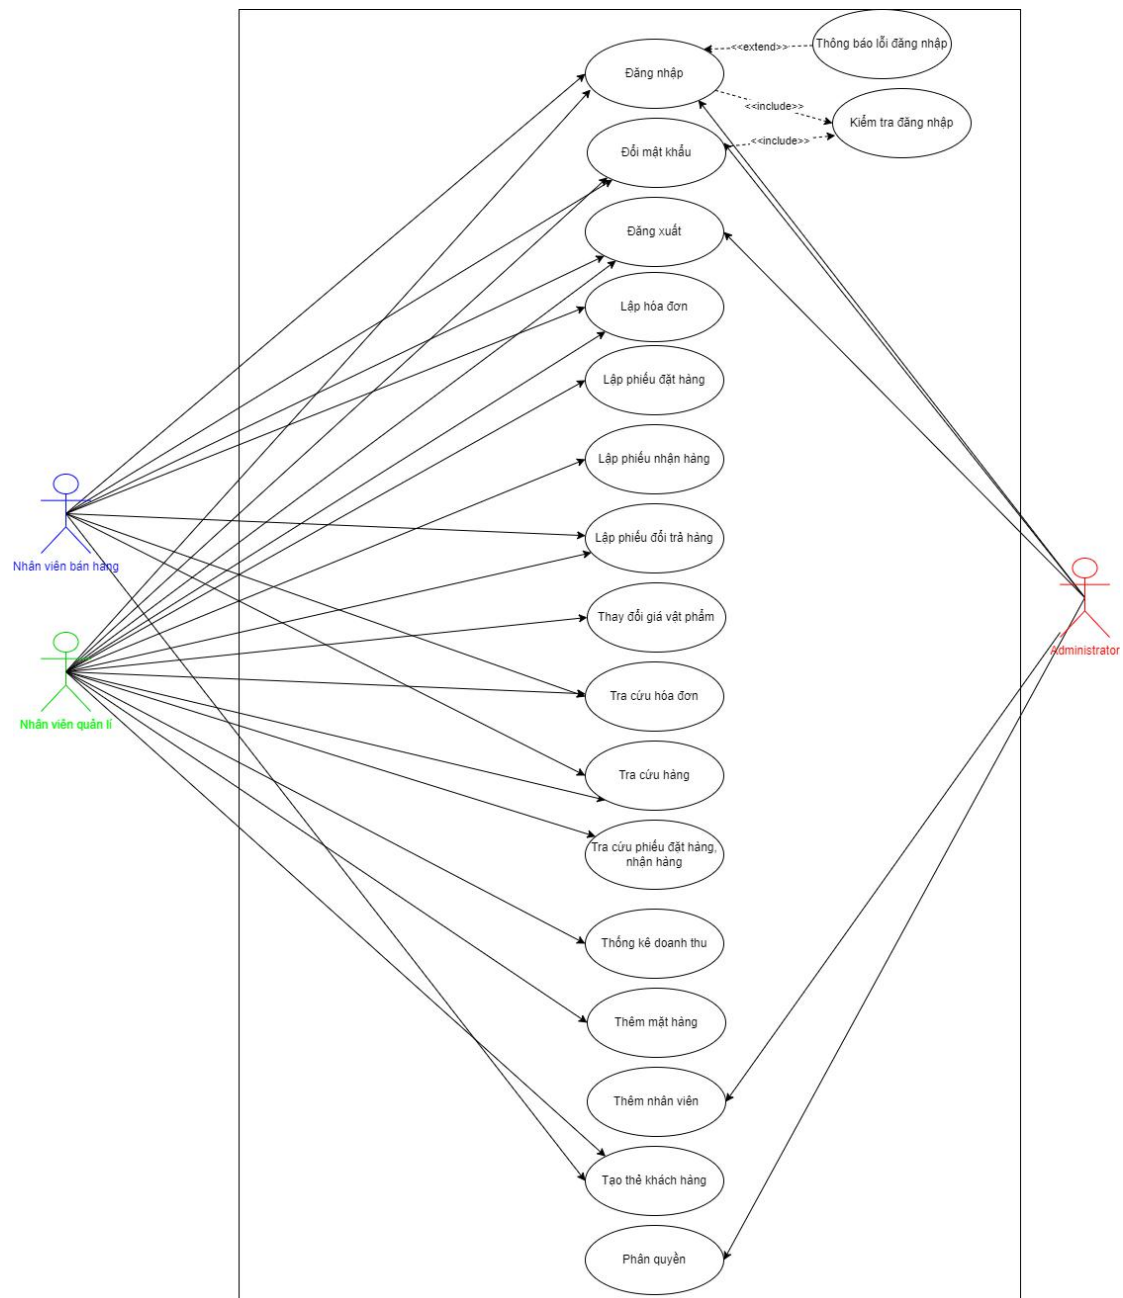 Thông báo lỗi đăng nhập
<<extend>>
Đăng nhập
<<include>>
Kiểm tra đăng nhập
Đổi mật khẩu
<<include>>
Đăng xuất
Lập hóa đơn
Lập phiếu đặt hàng
Lập phiếu nhận hàng
Lập phiếu đổi trả hàng
Nhân viên bán hàng
Thay đổi giá vật phẩm
Administrator
Tra cứu hóa đơn
Nhân viên quản lí
Tra cứu hàng
Tra cứu phiếu đặt hàng,
nhận hàng
Thống kê doanh thu
Thêm mặt hàng
Thêm nhân viên
Tạo thẻ khách hàng
Phân quyền